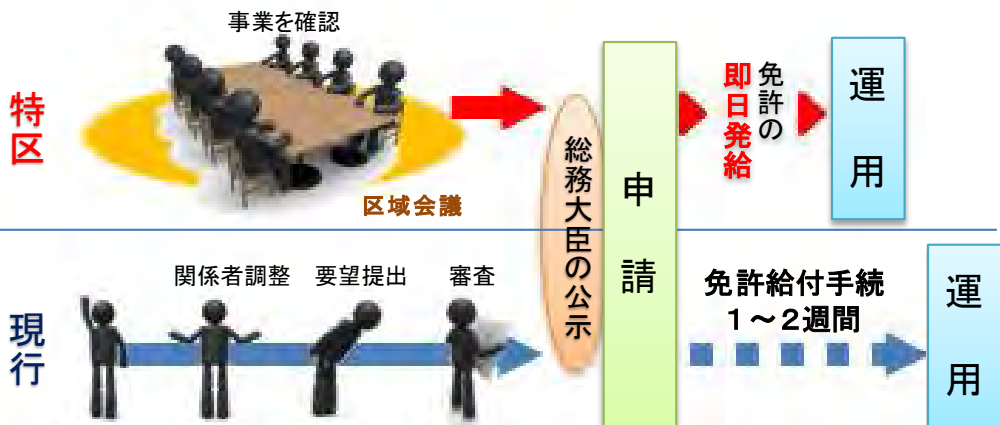 特区
事業を確認
区域会議
総務大臣の公示
申請
免許の
即日発給
運用
現行
関係者調整
要望提出
審査
免許給付手続
1～2週間
運用